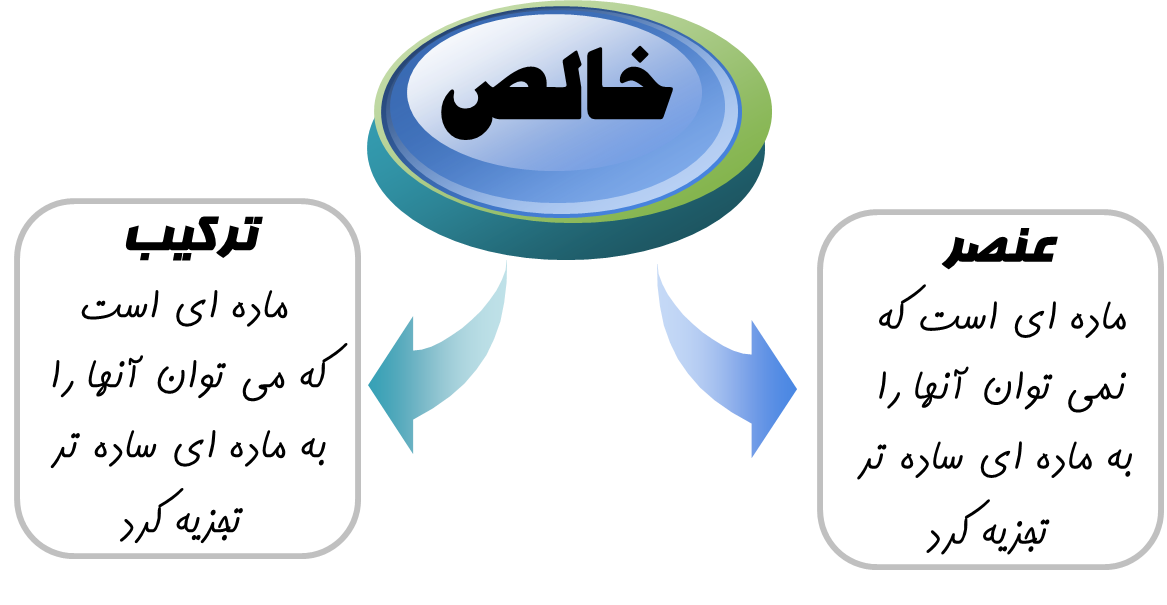 خالص
عنصر
ماده ای است که
نمی توان آنها را
به ماده ای ساده تر
تجزیه کرد
ترکیب
ماده ای است
که می توان آنها را
به ماده ای ساده تر
تجزیه کرد